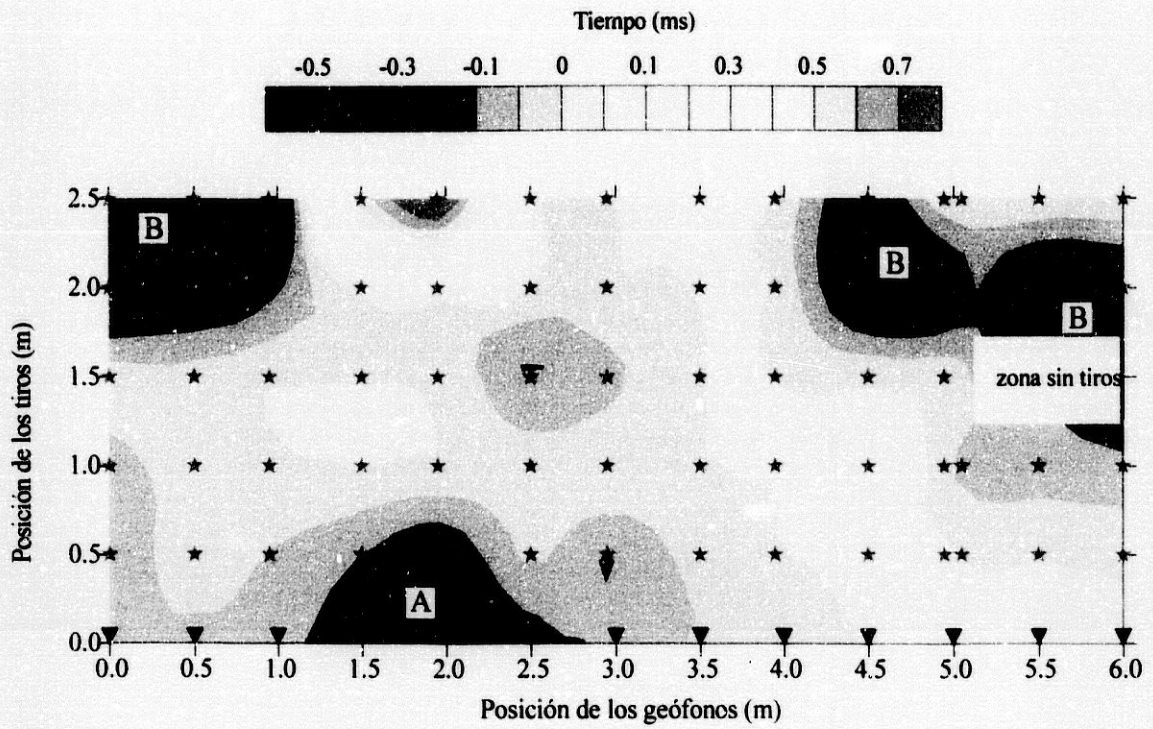 Tiempo (ms)
-0.5 -0.3 -0.1 0 0.1 0.3 0.5 0.7
Posición de los tiros (m)
2.5
B
B
2.0
B
1.5
zona sin tiros
1.0
0.5
A
0.0
0.0 0.5 1.0 1.5 2.0 2.5 3.0 3.5 4.0 4.5 5.0 5.5 6.0
Posición de los geófonos (m)